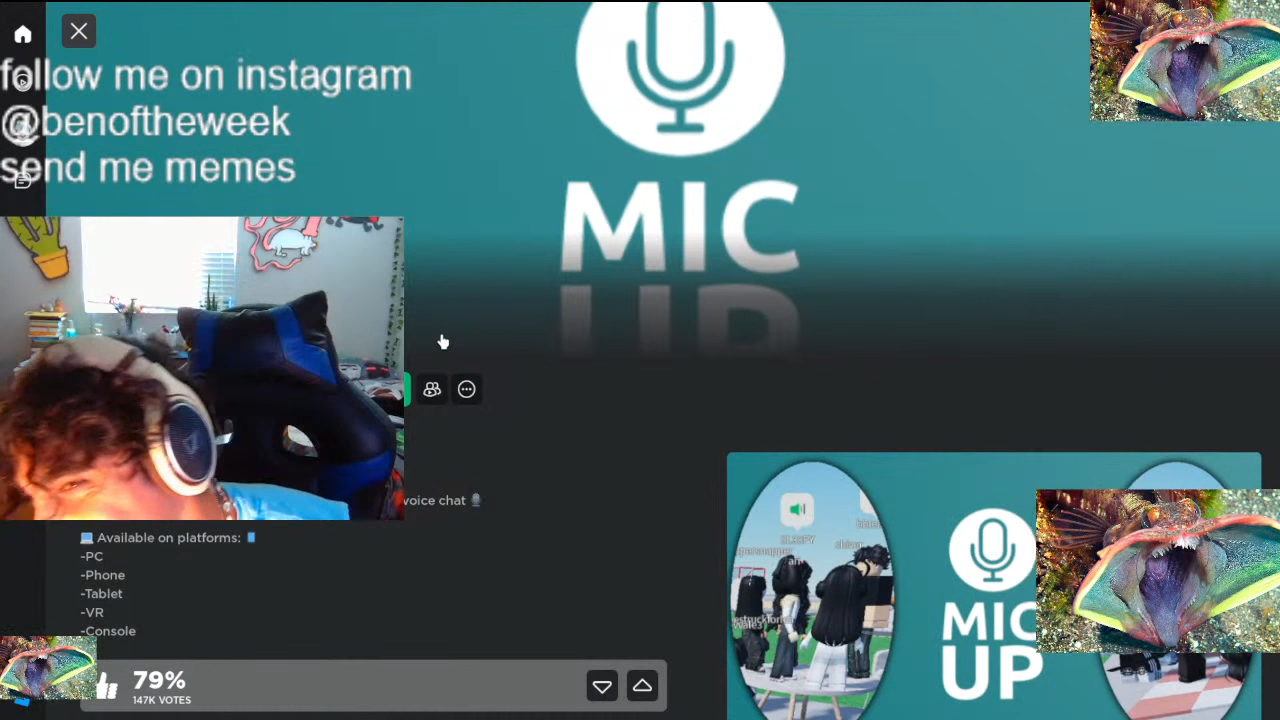 follow me on instagram
@benoftheweek
send me memes
MIC
UP
voice chat
Available on platforms:
-PC
-Phone
-Tablet
-VR
-Console
79%
147K VOTES
MIC
UP